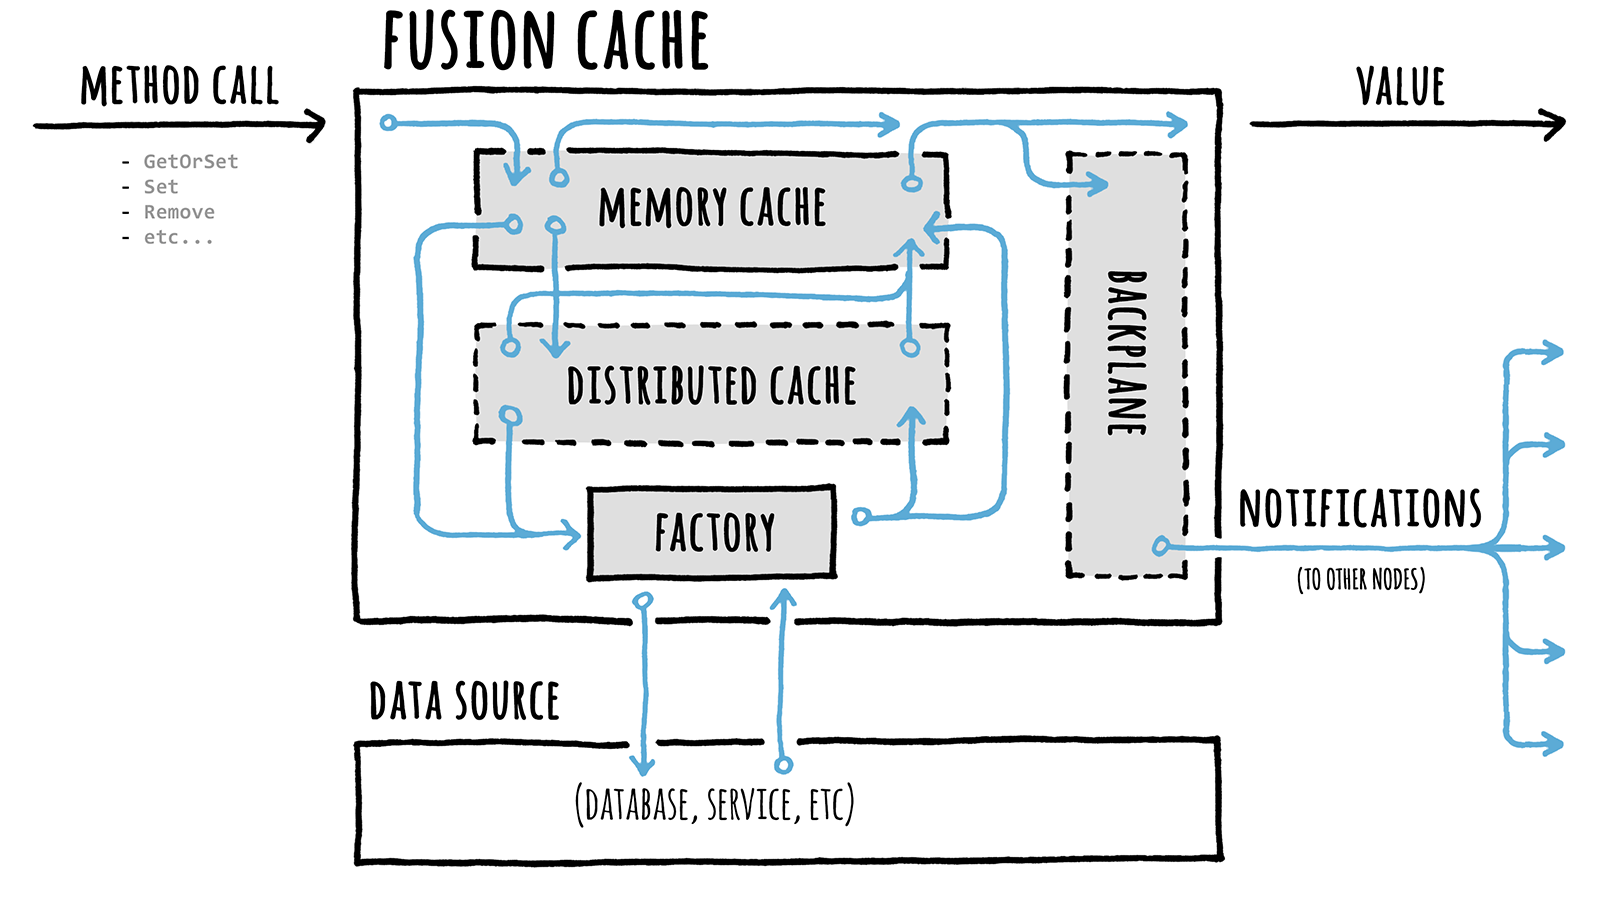 FUSION CACHE
METHOD CALL
- GetOrSet
- Set
- Remove
- etc...
VALUE
MEMORY CACHE
DISTRIBUTED CACHE
BACKPLANE
FACTORY
NOTIFICATIONS
(TO OTHER NODES)
DATA SOURCE
(DATABASE, SERVICE, ETC)